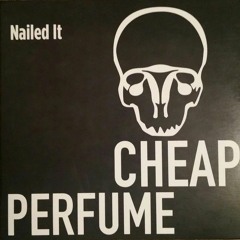 Nailed It
CHEAP
PERFUME